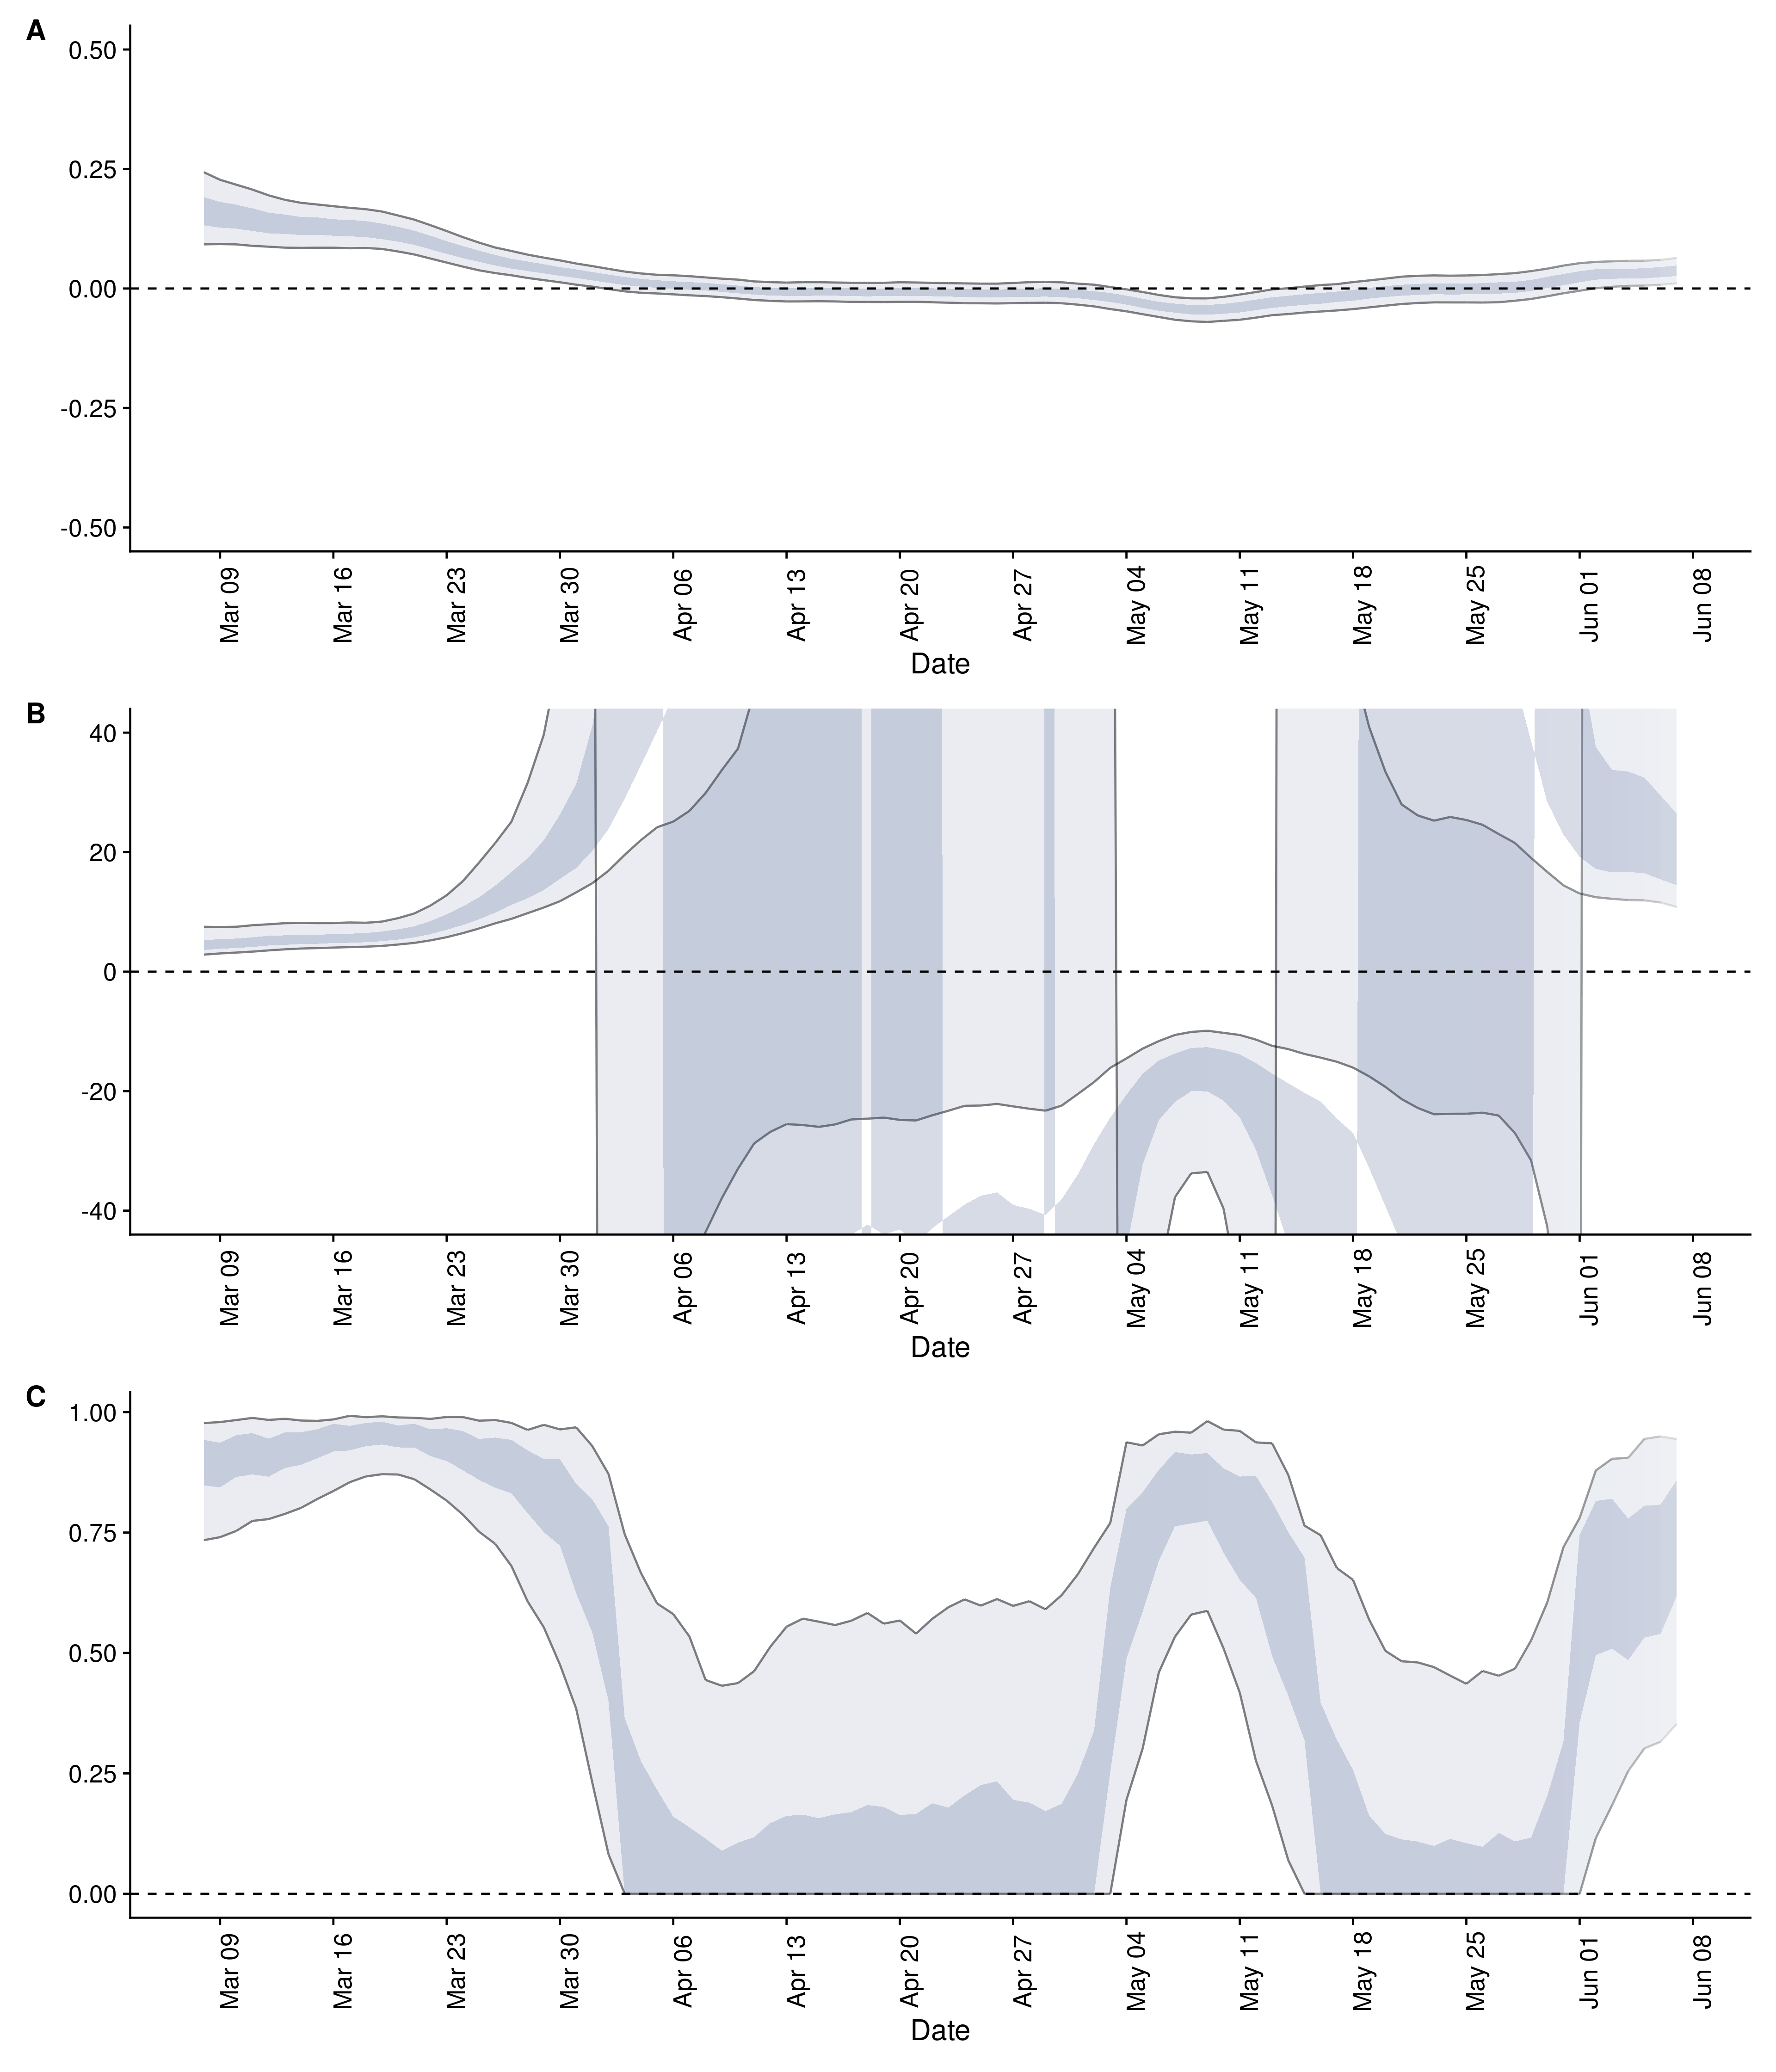 A
0.50
0.25
0.00
-0.25
-0.50
Mar 09
Mar 16
Mar 23
Mar 30
Apr 06
Apr 13
Apr 20
Apr 27
May 04
May 11
May 18
May 25
Jun 01
Jun 08
Date
B
40
20
0
-20
-40
Mar 09
Mar 16
Mar 23
Mar 30
Apr 06
Apr 13
Apr 20
Apr 27
May 04
May 11
May 18
May 25
Jun 01
Jun 08
Date
C
1.00
0.75
0.50
0.25
0.00
Mar 09
Mar 16
Mar 23
Mar 30
Apr 06
Apr 13
Apr 20
Apr 27
May 04
May 11
May 18
May 25
Jun 01
Jun 08
Date